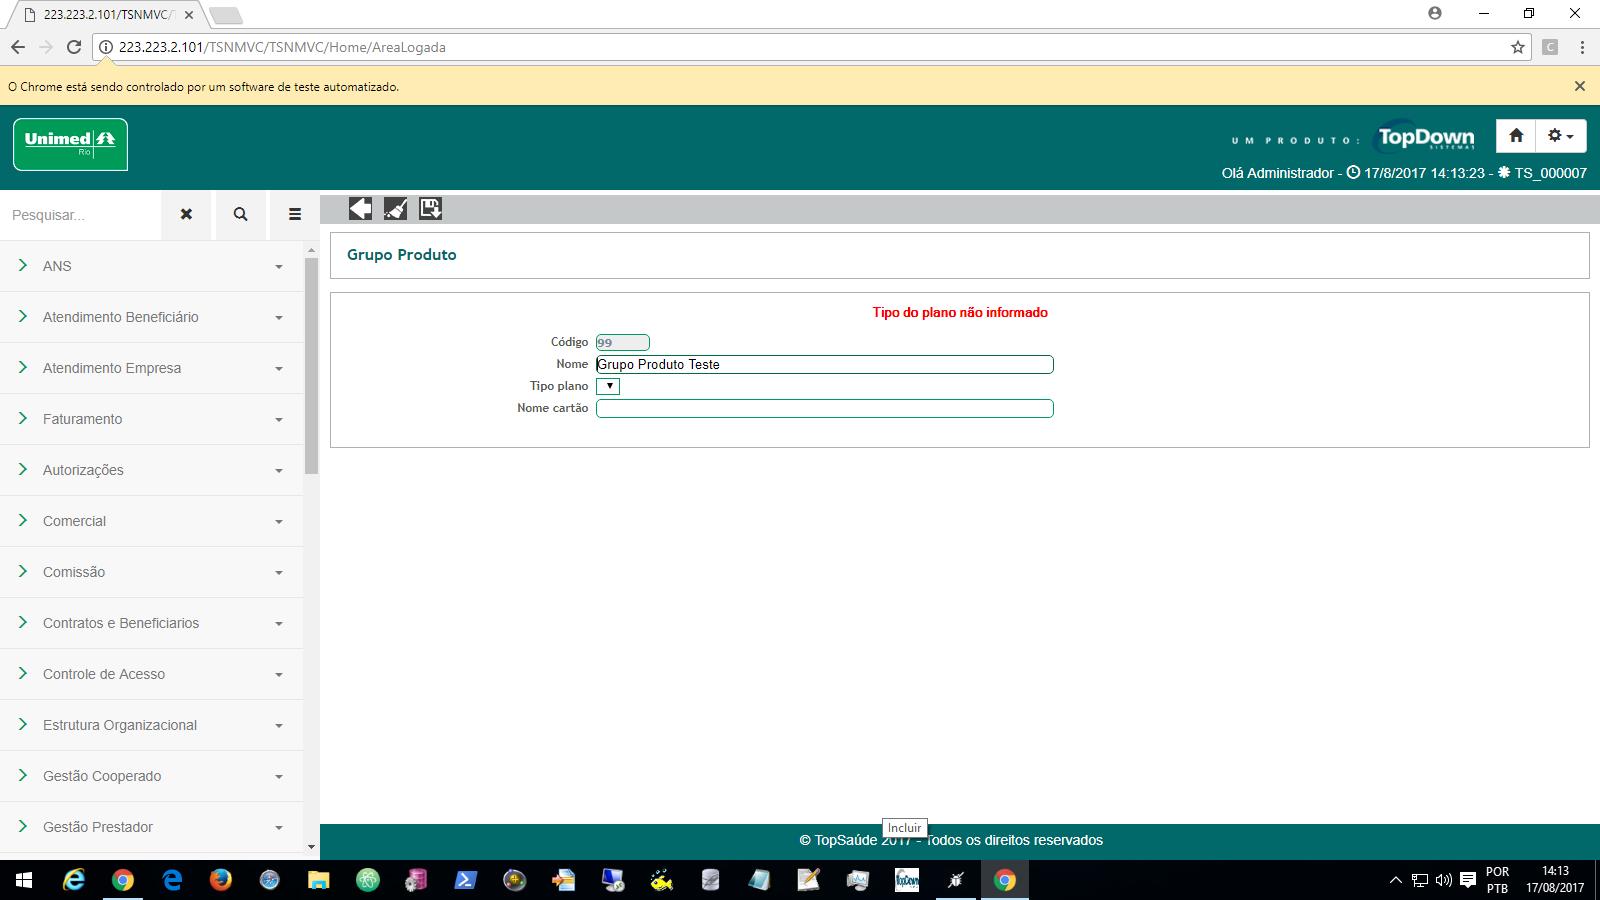 223.223.2.101/TSNMVC/T
223.223.2.101/TSNMVC/TSNMVC/Home/AreaLogada
C
O Chrome está sendo controlado por um software de teste automatizado.
Unimed
Rio
UM PRODUTO:
TopDown
SISTEMAS
Olá Administrador - 17/8/2017 14:13:23 - TS_000007
Pesquisar...
ANS
Atendimento Beneficiário
Atendimento Empresa
Faturamento
Autorizações
Comercial
Comissão
Contratos e Beneficiarios
Controle de Acesso
Estrutura Organizacional
Gestão Cooperado
Gestão Prestador
Grupo Produto
Tipo do plano não informado
Código 99
Nome Grupo Produto Teste
Tipo plano
Nome cartão
Incluir
© TopSaúde 2017 - Todos os direitos reservados
TopDown
POR
PTB
14:13
17/08/2017